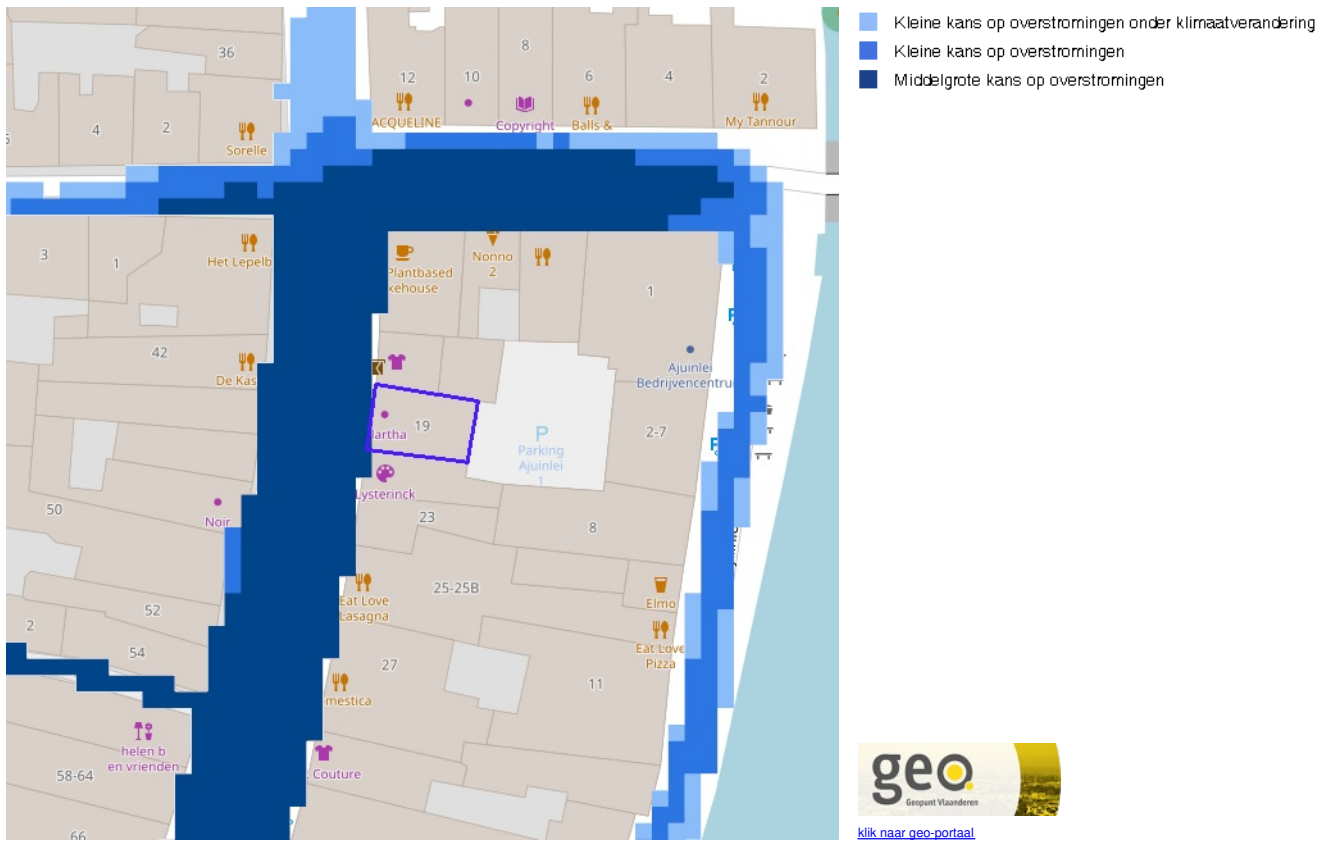 Kleine kans op overstromingen onder klimaatverandering
Kleine kans op overstromingen
Middelgrote kans op overstromingen
36
8
12
10
6
4
2
ACQUELINE
Copyright
Balls &
My Tannour
4
2
Sorelle
3
1
Het Lepelb
Plantbased
kehouse
Nonno
2
1
42
De Kas
Ajuinlei
Bedrijvencentru
19
artha
P
Parking
Ajuinlei
1
2-7
Lysterinck
50
Noir
23
8
25-25B
Eat Love
Lasagna
Elmo
52
2
54
Eat Love
Pizza
27
11
mestica
helen b
en vrienden
58-64
Couture
66
geo.
Geopunt Vlaanderen
klik naar geo-portaal